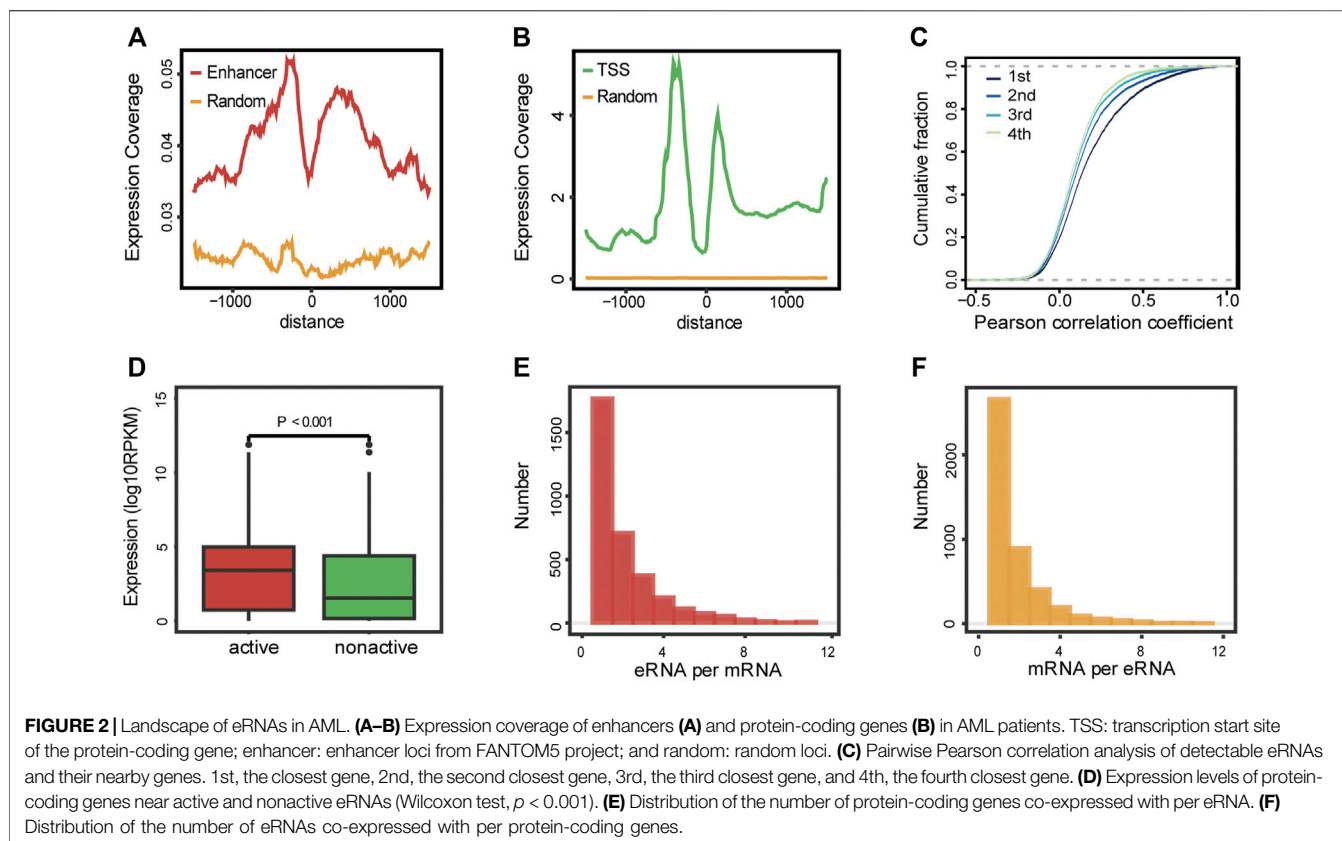 A
Expression Coverage
0.05
0.04
0.03
Enhancer
Random
−1000
0
1000
distance
B
Expression Coverage
4
2
0
TSS
Random
−1000
0
1000
distance
C
Cumulative fraction
1.0
0.8
0.6
0.4
0.2
0.0
1st
2nd
3rd
4th
−0.5
0.0
0.5
1.0
Pearson correlation coefficient
D
Expression (log10RPKM)
15
10
5
0
P < 0.001
active
nonactive
E
Number
1500
1000
500
0
0
4
8
12
eRNA per mRNA
F
Number
2000
1000
0
0
4
8
12
mRNA per eRNA
FIGURE 2 | Landscape of eRNAs in AML. (A–B) Expression coverage of enhancers (A) and protein-coding genes (B) in AML patients. TSS: transcription start site
of the protein-coding gene; enhancer: enhancer loci from FANTOM5 project; and random: random loci. (C) Pairwise Pearson correlation analysis of detectable eRNAs
and their nearby genes. 1st, the closest gene, 2nd, the second closest gene, 3rd, the third closest gene, and 4th, the fourth closest gene. (D) Expression levels of protein-
coding genes near active and nonactive eRNAs (Wilcoxon test, p < 0.001). (E) Distribution of the number of protein-coding genes co-expressed with per eRNA. (F)
Distribution of the number of eRNAs co-expressed with per protein-coding genes.